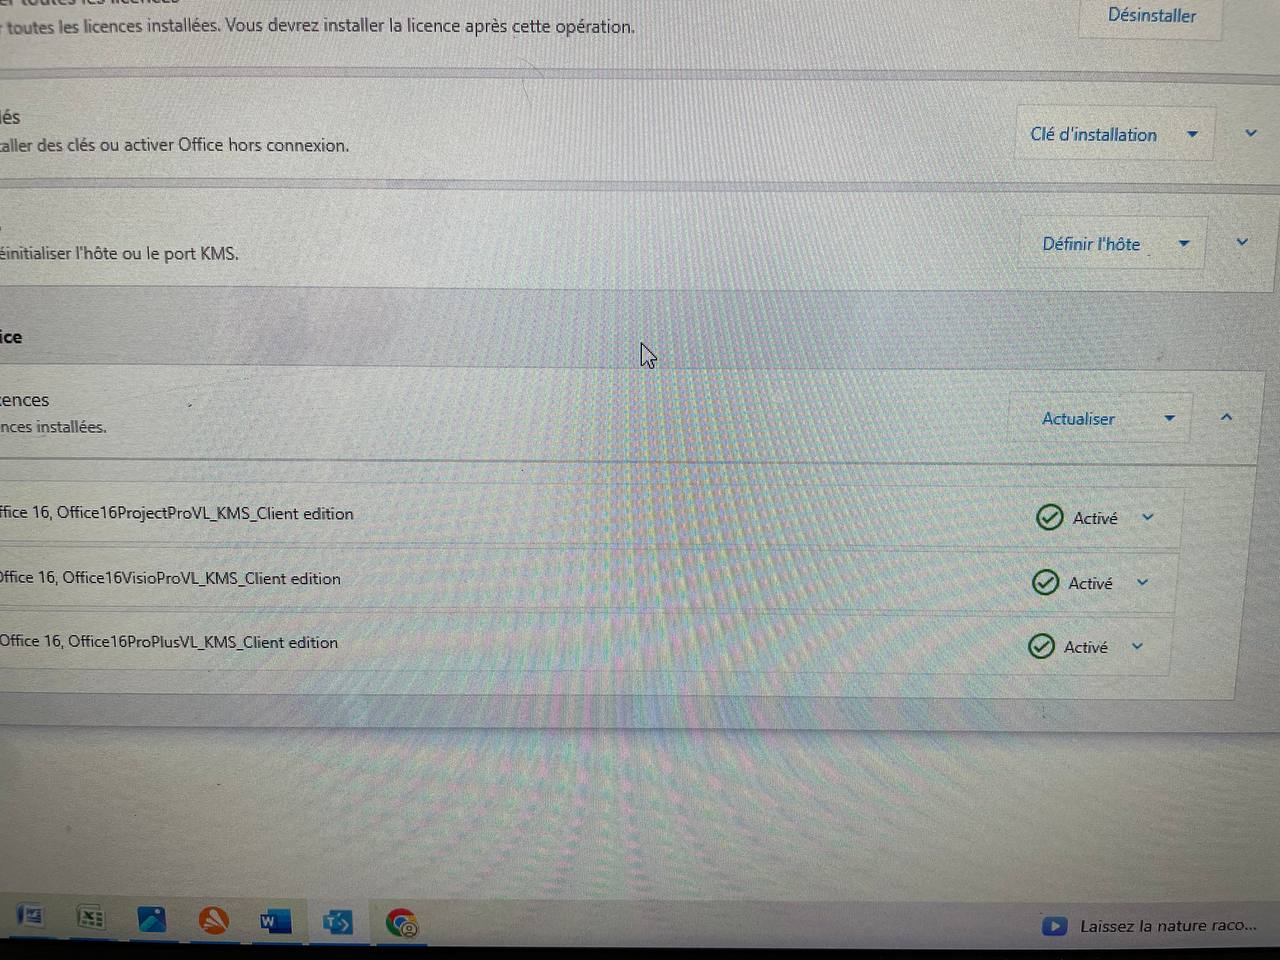 toutes les licences installées. Vous devrez installer la licence après cette opération.
Désinstaller
lés
aller des clés ou activer Office hors connexion.
Clé d'installation
éinitialiser l'hôte ou le port KMS.
Définir l'hôte
ice
cences
nces installées.
Actualiser
ffice 16, Office16ProjectProVL_KMS_Client edition
Activé
Office 16, Office16VisioProVL_KMS_Client edition
Activé
Office 16, Office16ProPlusVL_KMS_Client edition
Activé
Laissez la nature raco...